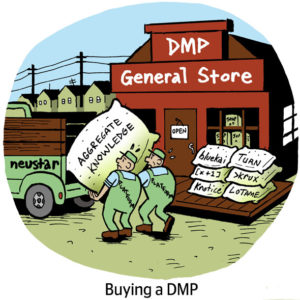 DMP
General Store
OPEN
neustar
AGGREGATE
KNOWLEDGE
Bluekai
TURN
[x+1]
Krux
Knotice
LOTAME
Buying a DMP